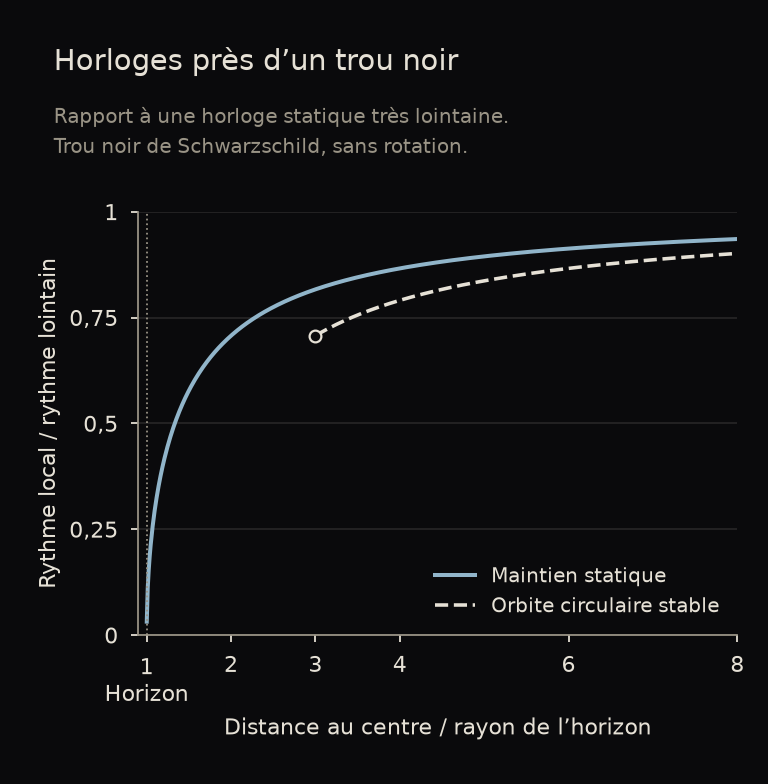 Horloges près d’un trou noir
Rapport à une horloge statique très lointaine.
Trou noir de Schwarzschild, sans rotation.
Rythme local / rythme lointain
1
0,75
0,5
0,25
0
Maintien statique
Orbite circulaire stable
1 2 3 4 6 8
Horizon
Distance au centre / rayon de l’horizon